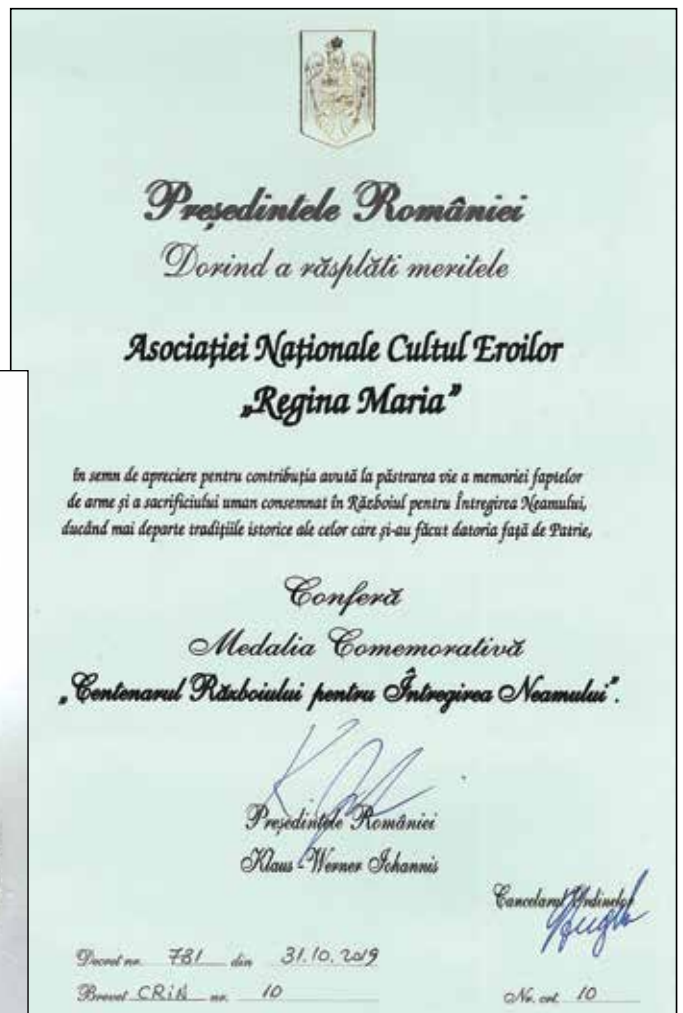 Președintele României
Dorind a răsplăti meritele
Asociației Naționale Cultul Eroilor
„Regina Maria”
în semn de apreciere pentru contribuția avută la păstrarea vie a memoriei faptelor
de arme și a sacrificiului uman consemnat în Războiul pentru Întregirea Neamului,
ducând mai departe tradițiile istorice ale celor care și-au făcut datoria față de Patrie,
Conferă
Medalia Comemorativă
„Centenarul Războiului pentru Întregirea Neamului”.
Președintele României
Klaus-Werner Iohannis
Cancelarul Ordinelor
Decret nr. 781 din 31.10.2019
Brevet CRIN nr. 10
Nr. crt. 10